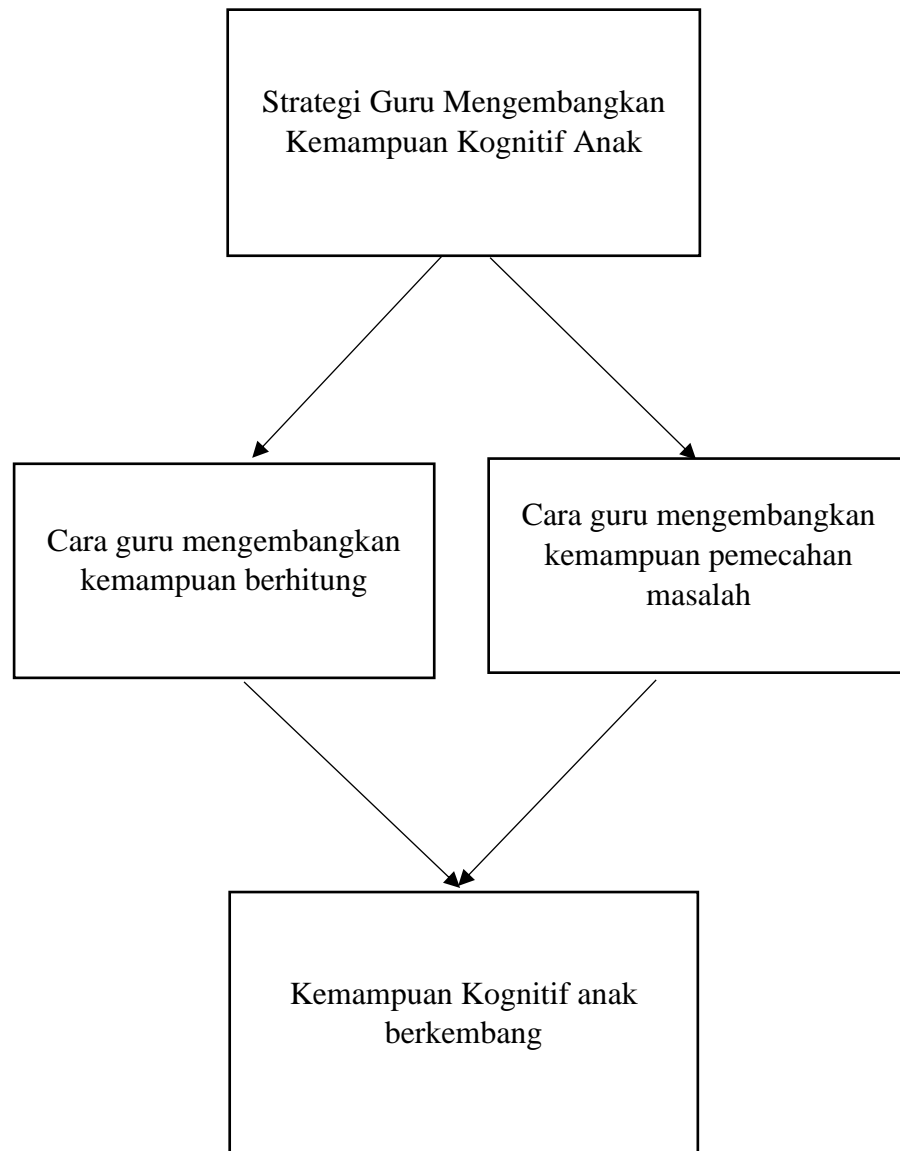 Strategi Guru Mengembangkan
Kemampuan Kognitif Anak
Cara guru mengembangkan
kemampuan berhitung
Cara guru mengembangkan
kemampuan pemecahan
masalah
Kemampuan Kognitif anak
berkembang